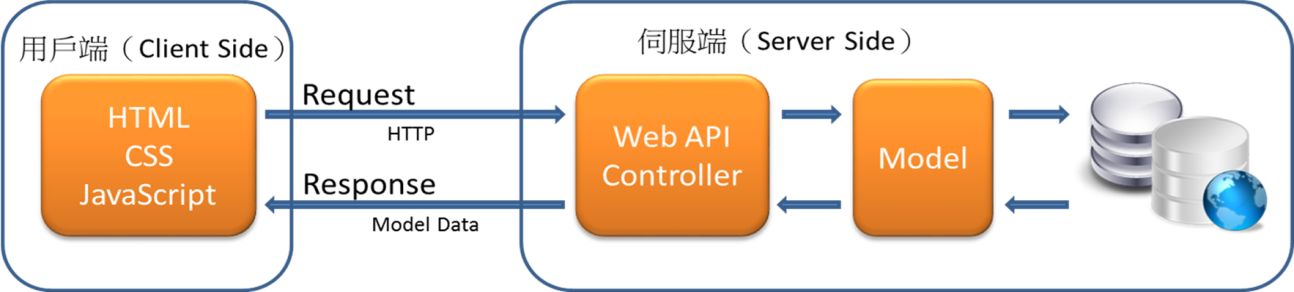 用戶端（Client Side）
伺服端（Server Side）
HTML
CSS
JavaScript
Request
HTTP
Response
Model Data
Web API
Controller
Model